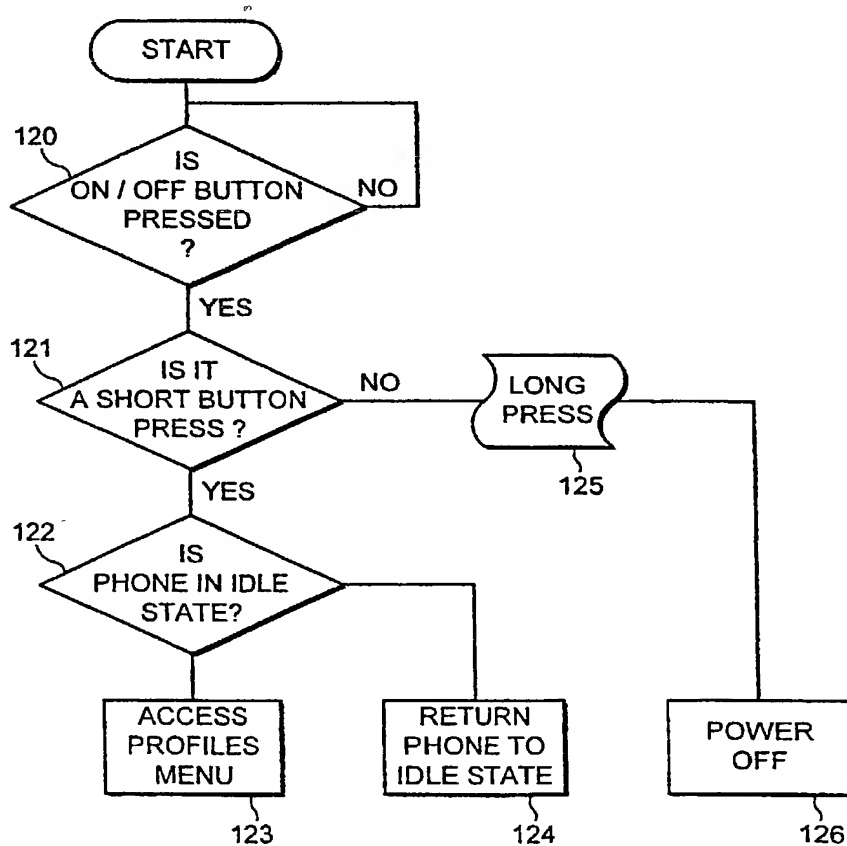 START
120
IS
ON / OFF BUTTON
PRESSED
?
NO
YES
121
IS IT
A SHORT BUTTON
PRESS ?
NO
LONG
PRESS
125
YES
122
IS
PHONE IN IDLE
STATE?
ACCESS
PROFILES
MENU
123
RETURN
PHONE TO
IDLE STATE
124
POWER
OFF
126